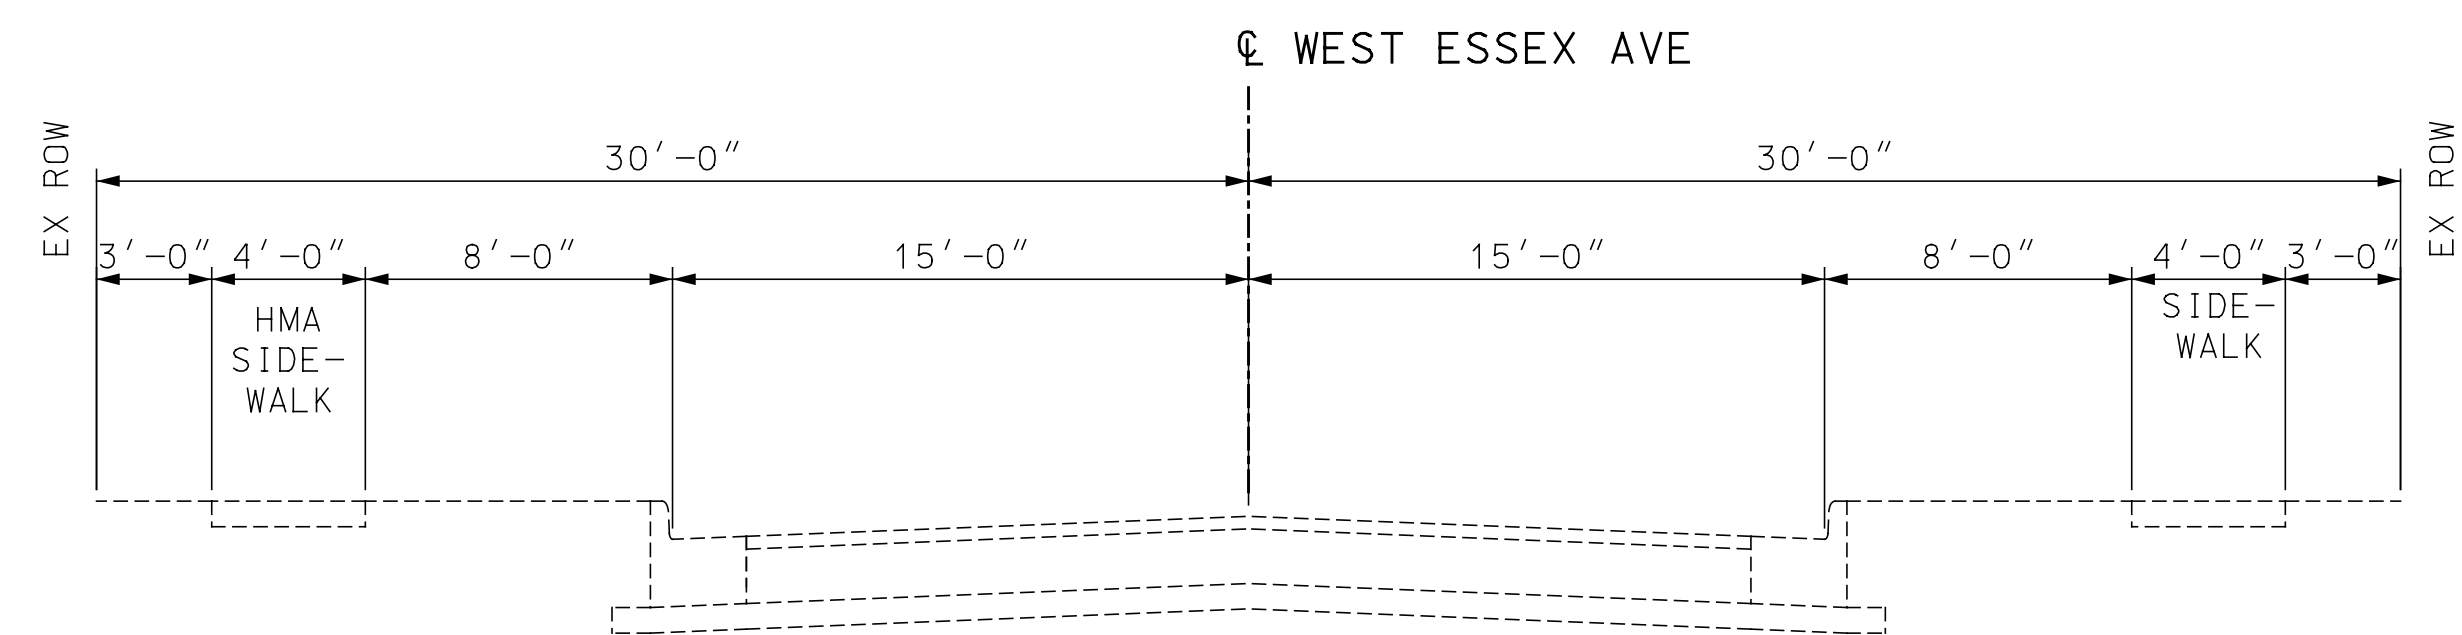 ℄ WEST ESSEX AVE
EX ROW
30'-0"
30'-0"
EX ROW
3'-0"
4'-0"
8'-0"
15'-0"
15'-0"
8'-0"
4'-0"
3'-0"
HMA
SIDE-
WALK
SIDE-
WALK